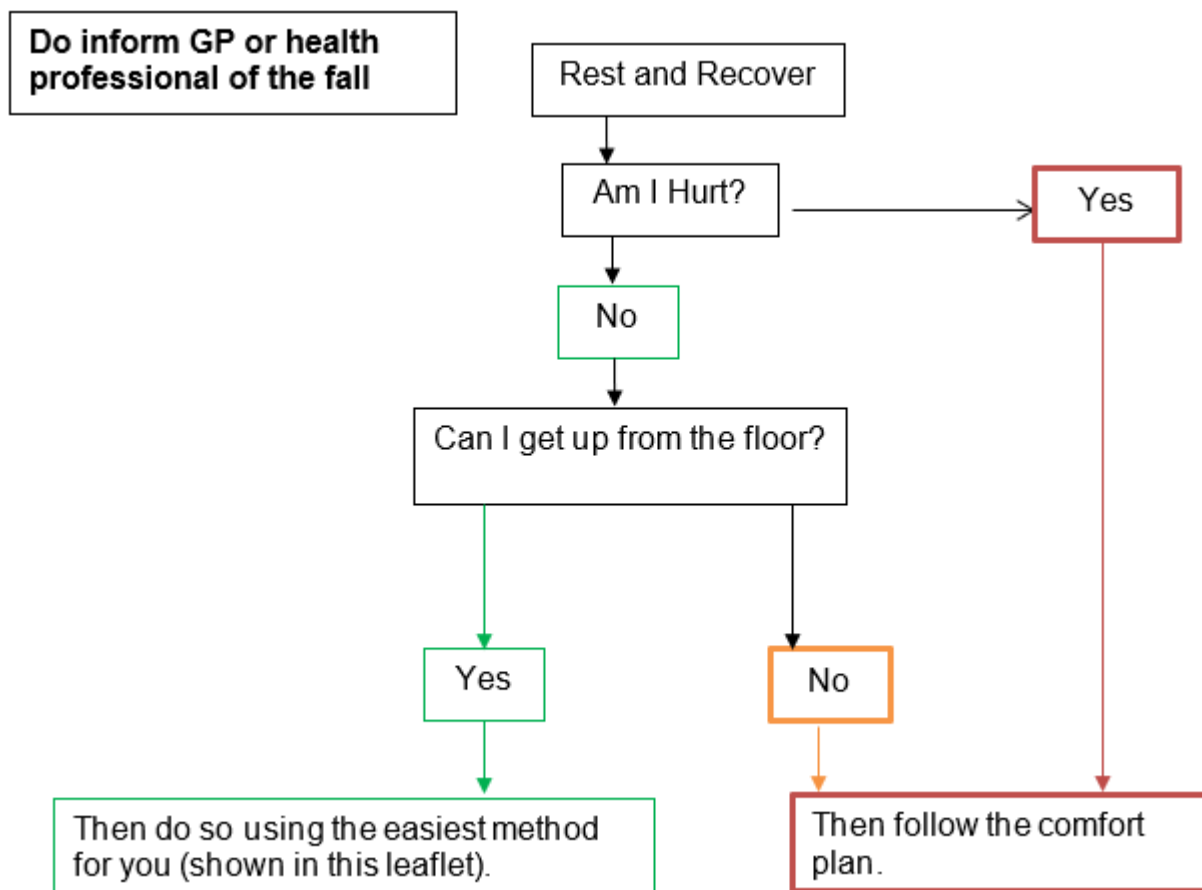 Do inform GP or health
professional of the fall
Rest and Recover
Am I Hurt?
Yes
No
Can I get up from the floor?
Yes
No
Then do so using the easiest method
for you (shown in this leaflet).
Then follow the comfort
plan.